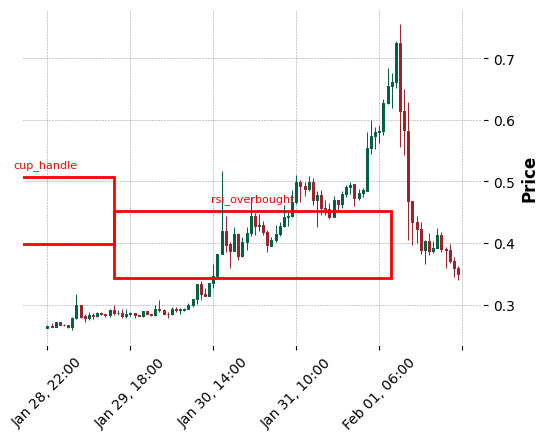 cup_handle
rsi_overbought
0.7
0.6
0.5
0.4
0.3
Price
Jan 28, 22:00
Jan 29, 18:00
Jan 30, 14:00
Jan 31, 10:00
Feb 01, 06:00